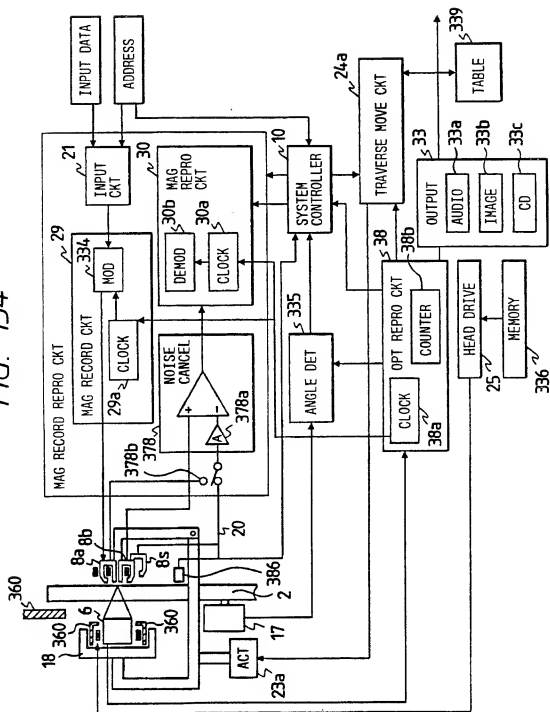 FIG. 134
INPUT DATA
ADDRESS
MAG RECORD REPRO CKT
29
MAG RECORD CKT
334
MOD
CLOCK
29a
21
INPUT
CKT
30
MAG REPRO
CKT
30b
DEMOD
30a
CLOCK
NOISE
CANCEL
+
-
A
378
378a
378b
10
SYSTEM
CONTROLLER
24a
TRAVERSE MOVE CKT
339
TABLE
335
ANGLE DET
38
OPT REPRO CKT
38b
COUNTER
CLOCK
38a
33
OUTPUT
33a
AUDIO
33b
IMAGE
33c
CD
HEAD DRIVE
25
MEMORY
336
360
18
360
6
360
8a
8b
8s
20
386
2
17
ACT
23a